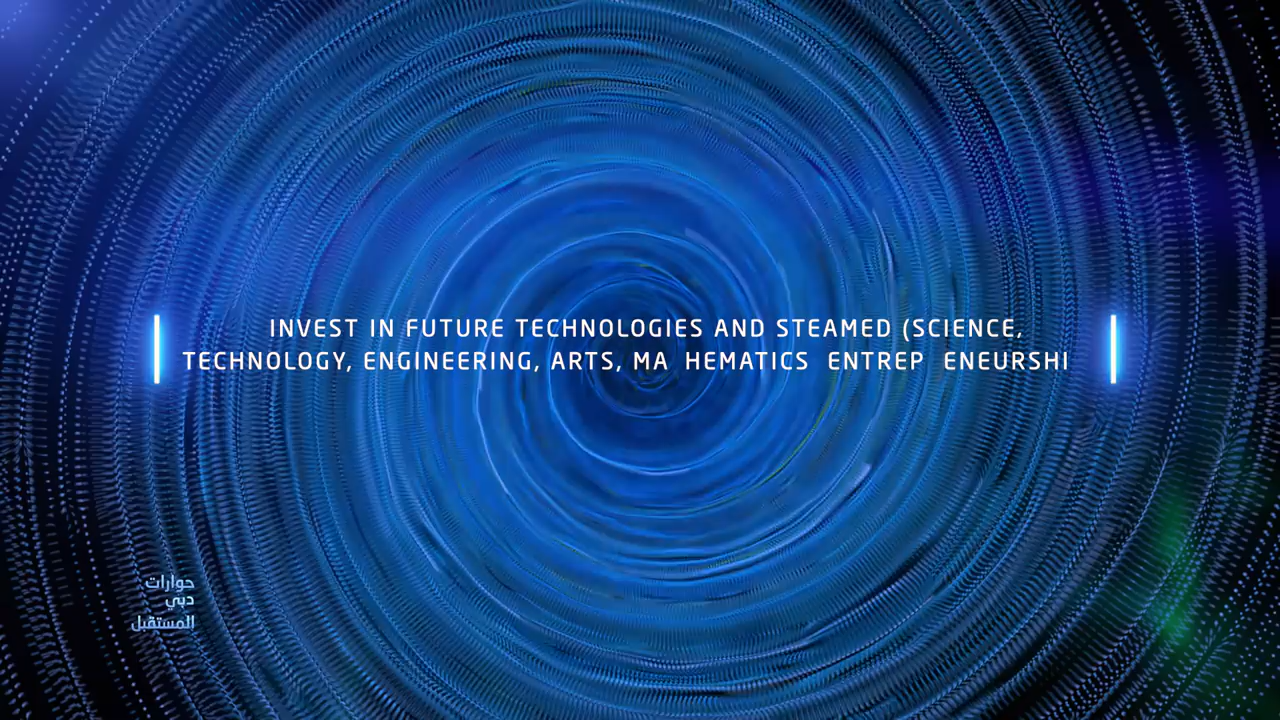 INVEST IN FUTURE TECHNOLOGIES AND STEAMED (SCIENCE,
TECHNOLOGY, ENGINEERING, ARTS, MA HEMATICS ENTREP ENEURSHI
حوارات
دبي
المستقبل